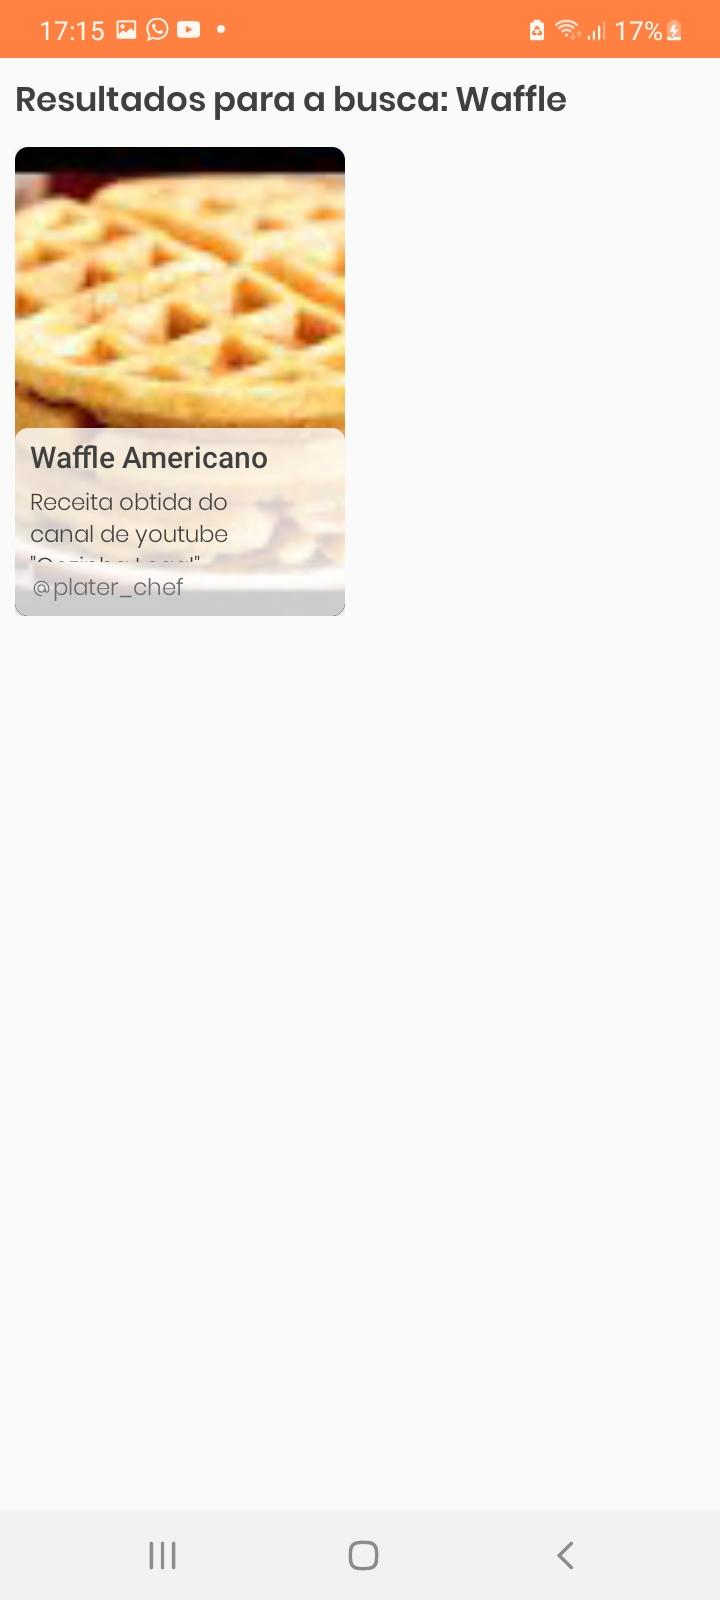 17:15
17%
Resultados para a busca: Waffle
Waffle Americano
Receita obtida do
canal de youtube
@plater_chef